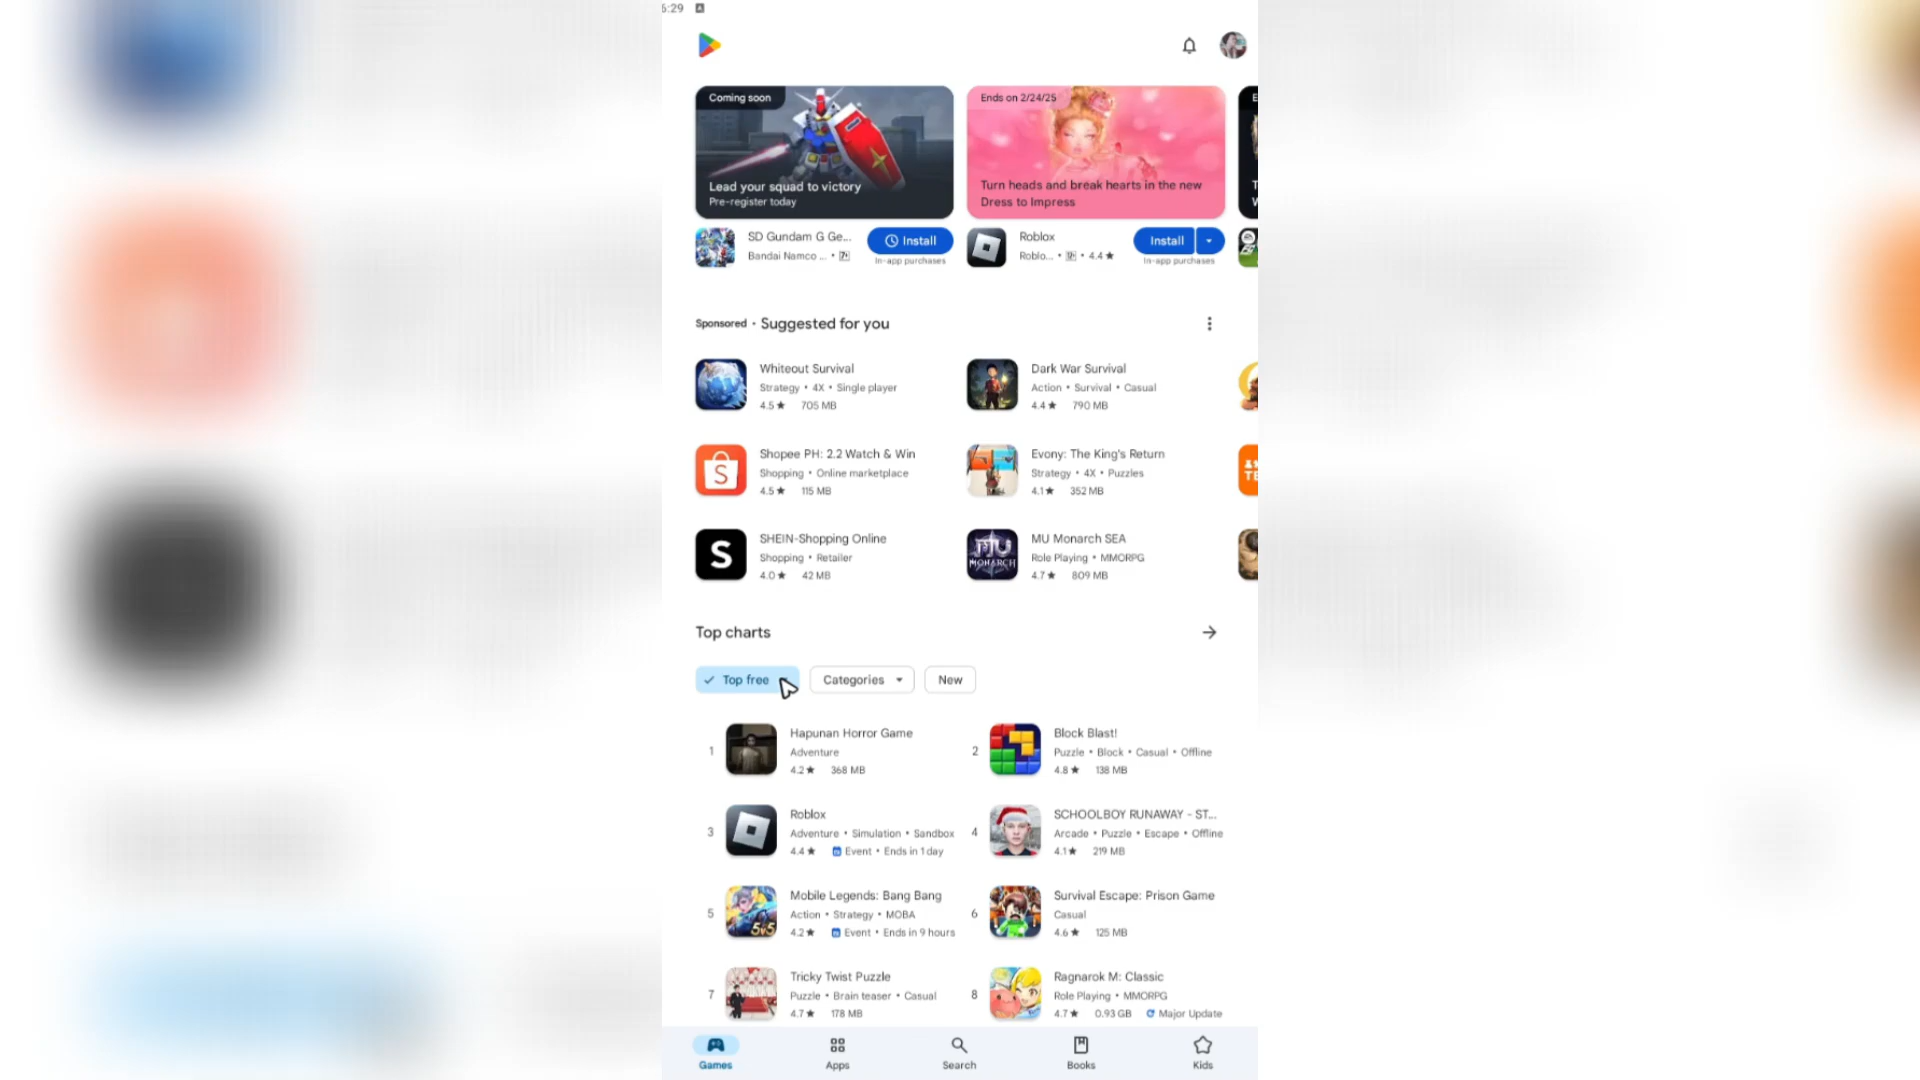 6:29
Coming soon
Lead your squad to victory
Pre-register today
Ends on 2/24/25
Turn heads and break hearts in the new
Dress to Impress
SD Gundam G Ge...
Bandai Namco ... • 7+
Install
In-app purchases
Roblox
Roblo... • 4.4★
Install
In-app purchases
Sponsored • Suggested for you
Whiteout Survival
Strategy • 4X • Single player
4.5★ 705 MB
Dark War Survival
Action • Survival • Casual
4.4★ 790 MB
Shopee PH: 2.2 Watch & Win
Shopping • Online marketplace
4.5★ 115 MB
Evony: The King's Return
Strategy • 4X • Puzzles
4.1★ 352 MB
SHEIN-Shopping Online
Shopping • Retailer
4.0★ 42 MB
MU Monarch SEA
Role Playing • MMORPG
4.7★ 809 MB
Top charts
Top free
Categories
New
1
Hapunan Horror Game
Adventure
4.2★ 368 MB
2
Block Blast!
Puzzle • Block • Casual • Offline
4.8★ 138 MB
3
Roblox
Adventure • Simulation • Sandbox
4.4★ Event • Ends in 1 day
4
SCHOOLBOY RUNAWAY - ST...
Arcade • Puzzle • Escape • Offline
4.1★ 219 MB
5
Mobile Legends: Bang Bang
Action • Strategy • MOBA
4.2★ Event • Ends in 9 hours
6
Survival Escape: Prison Game
Casual
4.6★ 125 MB
7
Tricky Twist Puzzle
Puzzle • Brain teaser • Casual
4.7★ 178 MB
8
Ragnarok M: Classic
Role Playing • MMORPG
4.7★ 0.93 GB Major Update
Games
Apps
Search
Books
Kids